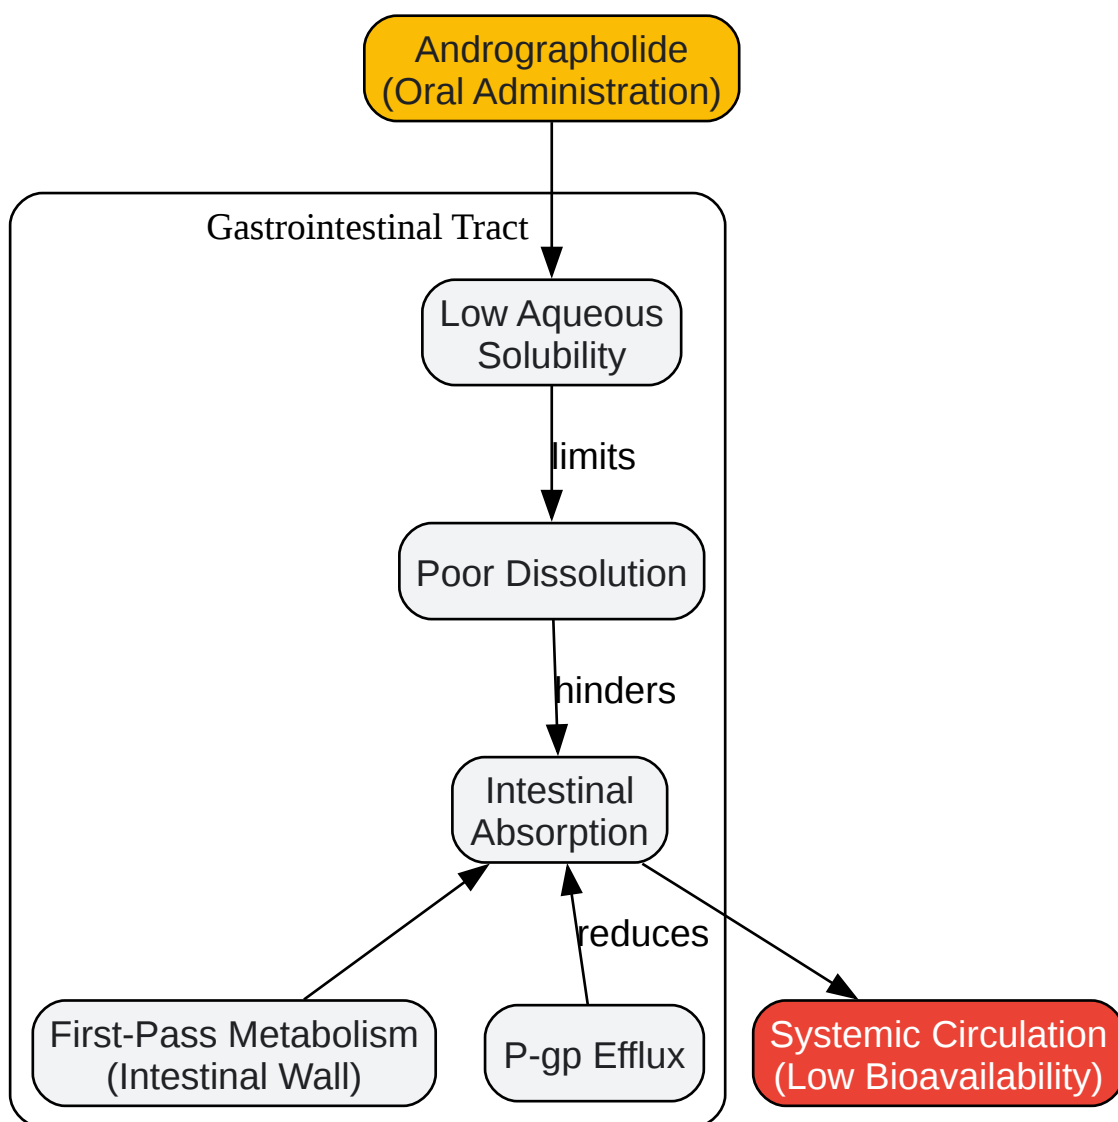 Andrographolide
(Oral Administration)
Gastrointestinal Tract
Low Aqueous
Solubility
limits
Poor Dissolution
hinders
Intestinal
Absorption
reduces
First-Pass Metabolism
(Intestinal Wall)
P-gp Efflux
Systemic Circulation
(Low Bioavailability)